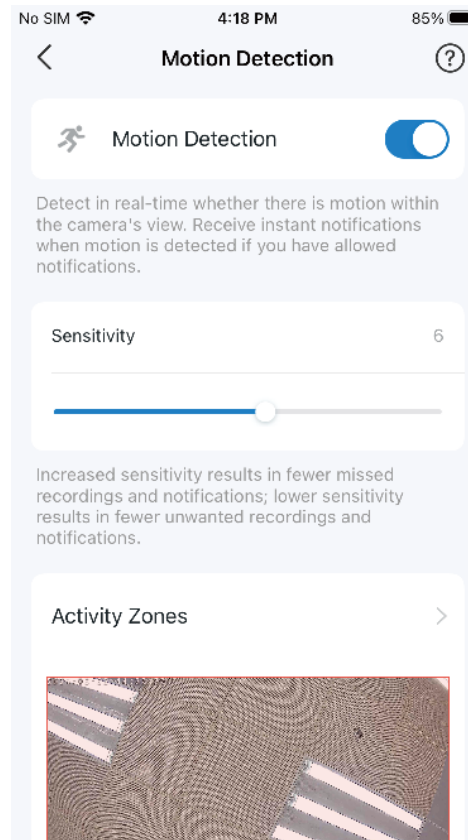 No SIM 4:18 PM 85%
Motion Detection
Motion Detection
Detect in real-time whether there is motion within
the camera's view. Receive instant notifications
when motion is detected if you have allowed
notifications.
Sensitivity 6
Increased sensitivity results in fewer missed
recordings and notifications; lower sensitivity
results in fewer unwanted recordings and
notifications.
Activity Zones